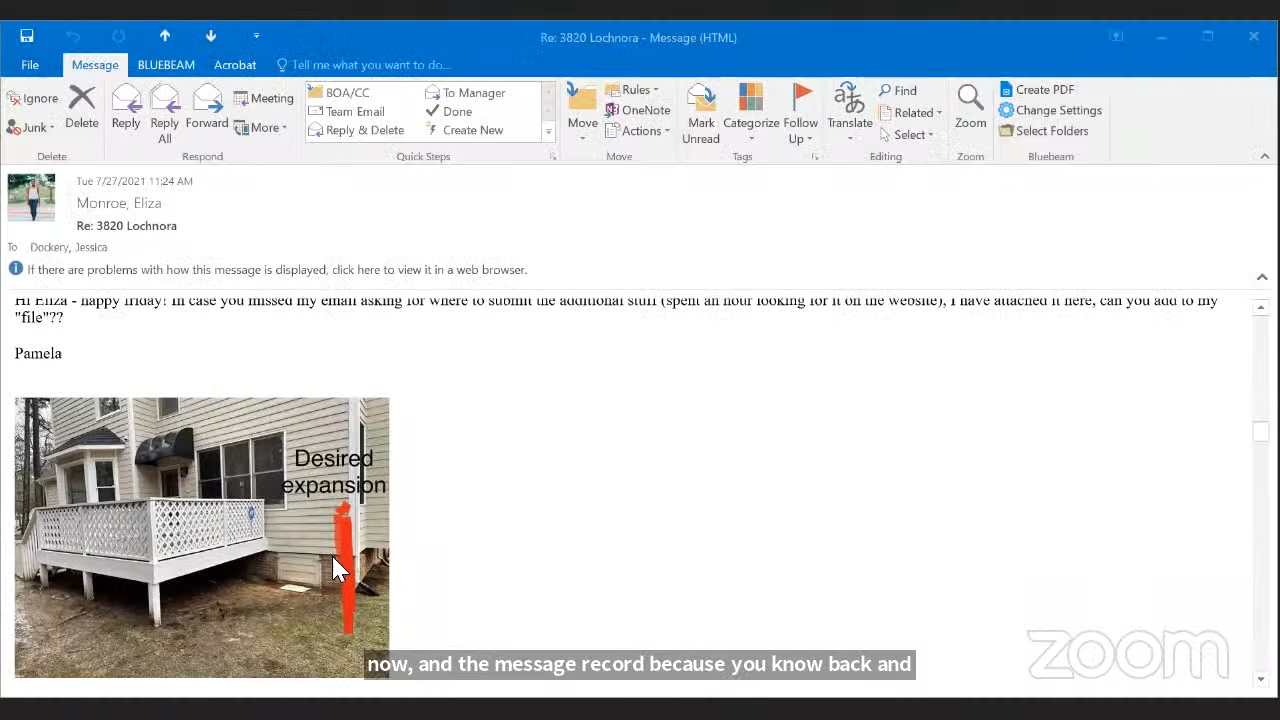 Re: 3820 Lochnora - Message (HTML)
File Message BLUEBEAM Acrobat Tell me what you want to do...
Ignore
Junk
Delete
Reply
Reply All
Forward
Meeting
More
BOA/CC
Team Email
Reply & Delete
To Manager
Done
Create New
Move
Rules
OneNote
Actions
Mark Unread
Categorize
Follow Up
Translate
Find
Related
Select
Zoom
Create PDF
Change Settings
Select Folders
Delete Respond Quick Steps Move Tags Editing Zoom Bluebeam
Tue 7/27/2021 11:24 AM
Monroe, Eliza
Re: 3820 Lochnora
To Dockery, Jessica
If there are problems with how this message is displayed, click here to view it in a web browser.
Hi Eliza - happy friday! In case you missed my email asking for where to submit the additional stuff (spent an hour looking for it on the website), I have attached it here, can you add to my
"file"??
Pamela
Desired
expansion
now, and the message record because you know back and
zoom